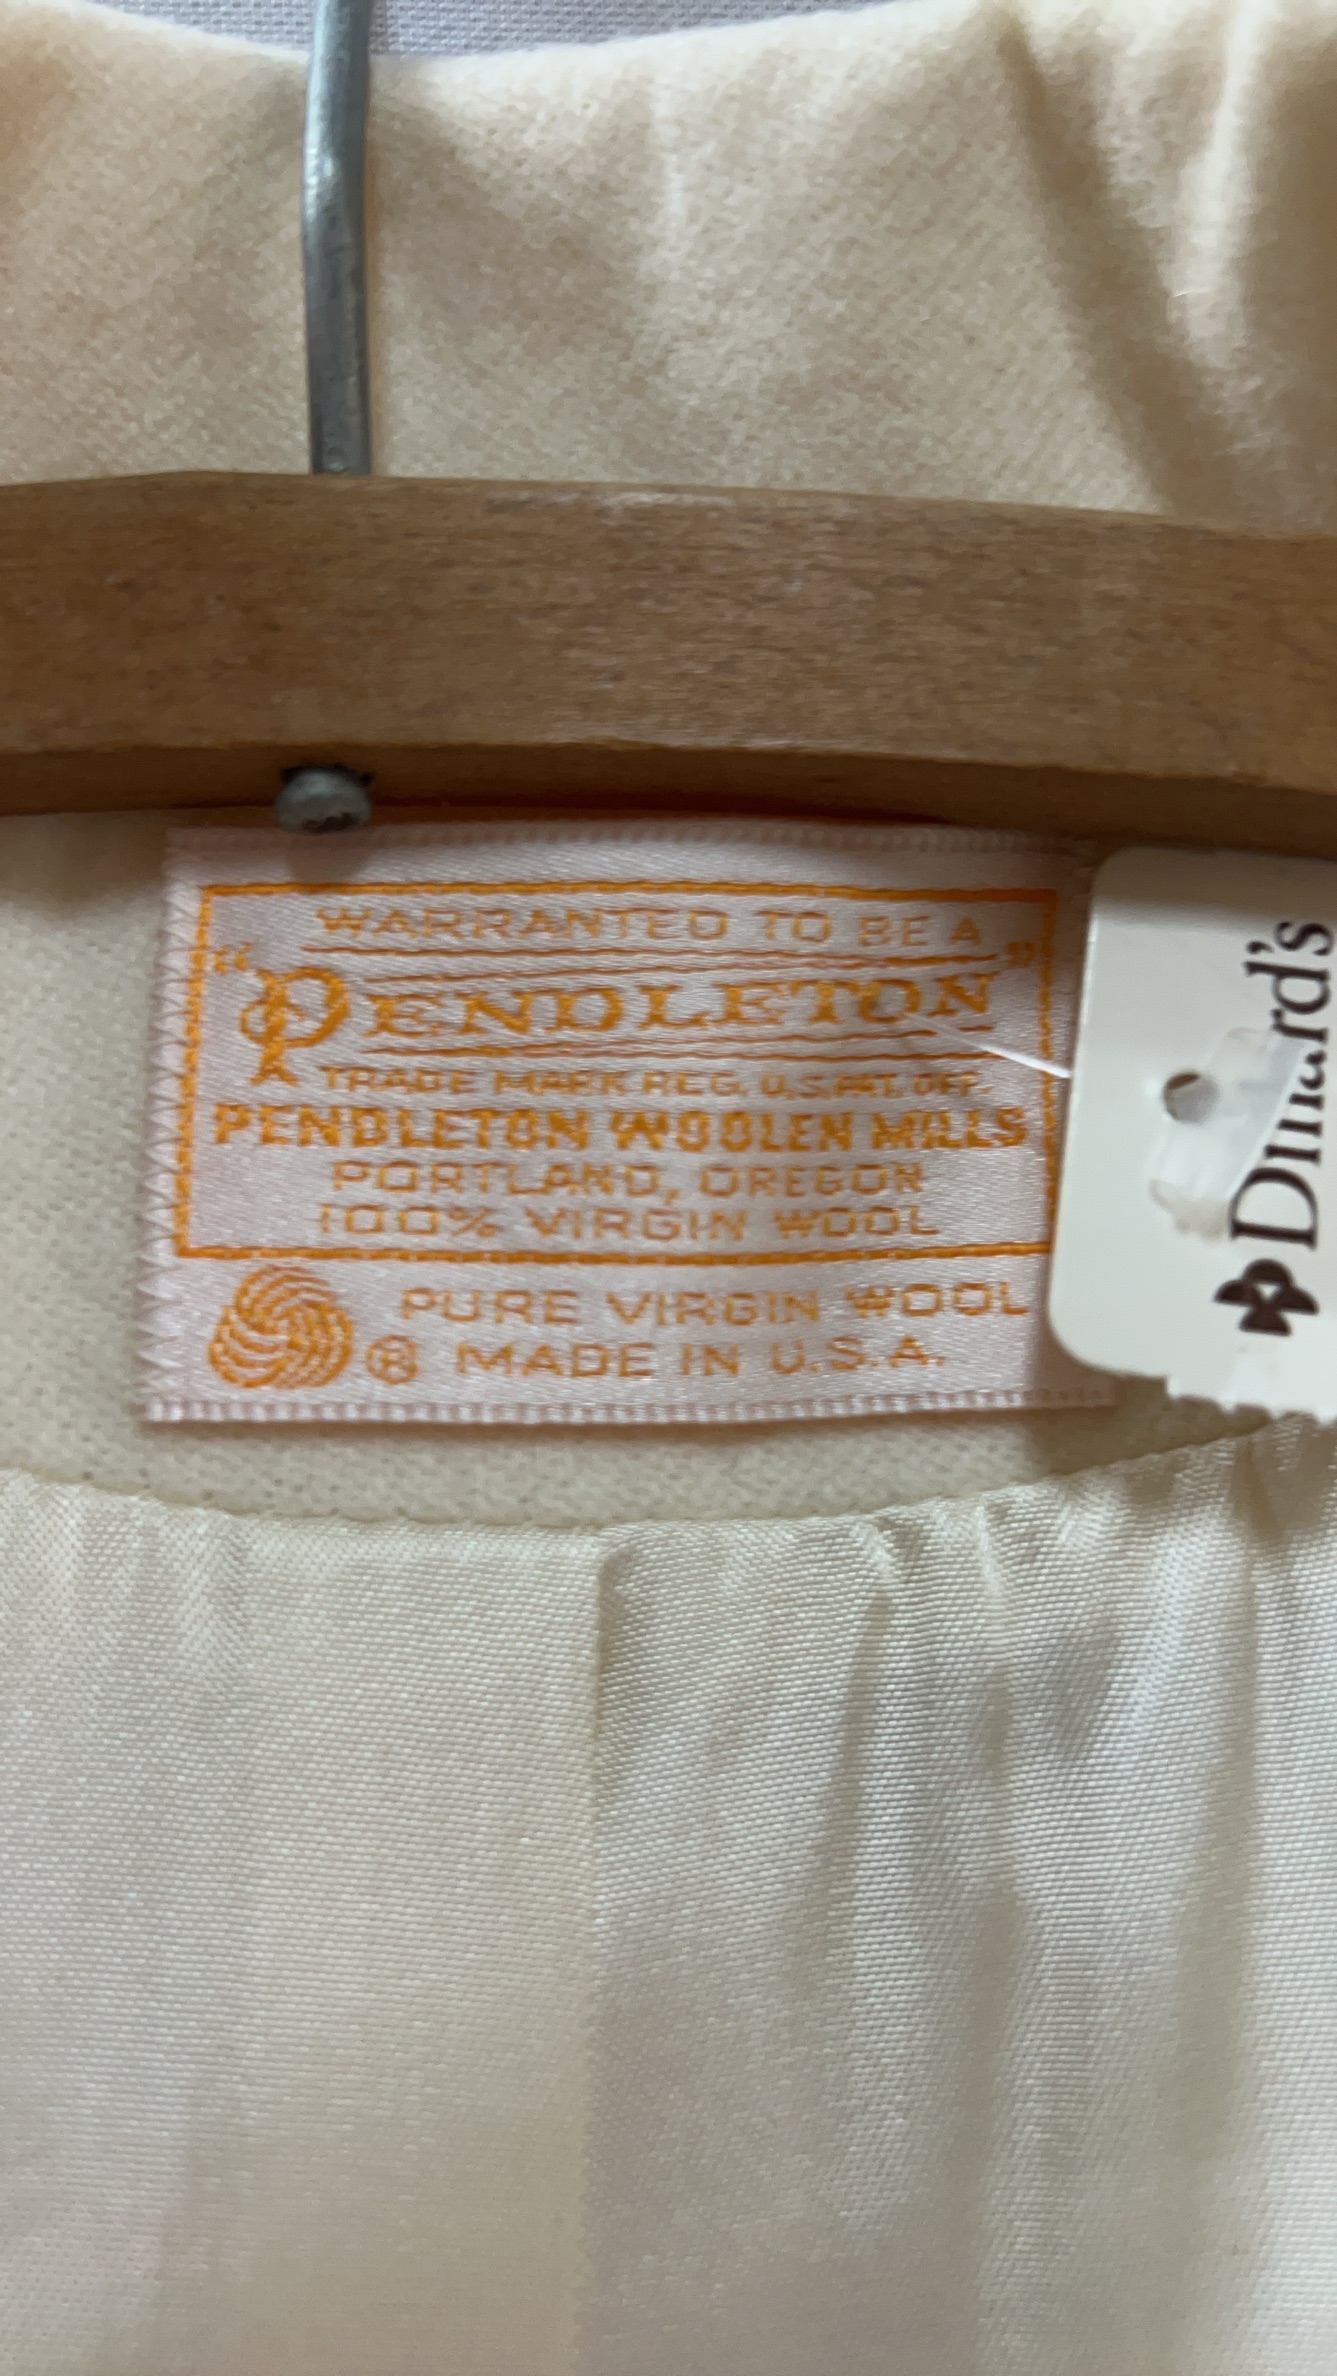 WARRANTED TO BE A
"PENDLETON"
TRADE MARK REG. U.S. PAT. OFF.
PENDLETON WOOLEN MILLS
PORTLAND, OREGON
100% VIRGIN WOOL
PURE VIRGIN WOOL
® MADE IN U.S.A.
Dillard's